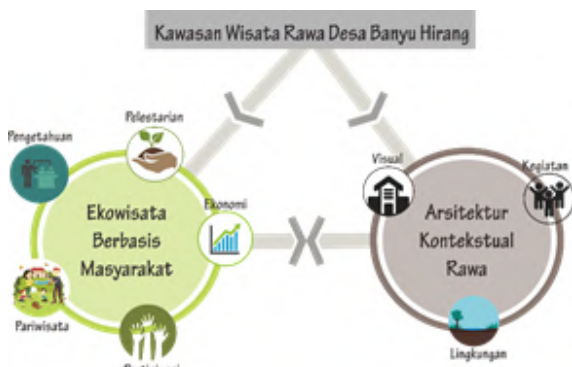 Kawasan Wisata Rawa Desa Banyu Hirang
Pelestarian
Pengetahuan
Ekonomi
Ekowisata
Berbasis
Masyarakat
Pariwisata
Visual
Kegiatan
Arsitektur
Kontekstual
Rawa
Lingkungan